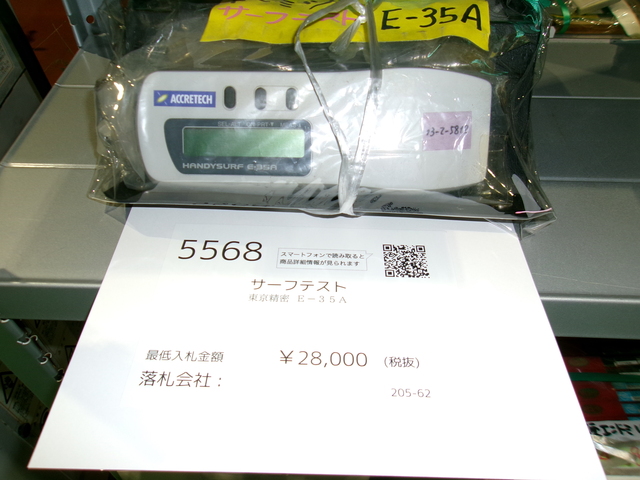 サーフテスト E-35A
ACCRETECH
HANDYSURF E-35A
5568
スマートフォンで読み取ると
商品詳細情報が見られます
サーフテスト
東京精密 E-35A
最低入札金額 ¥28,000 (税抜)
落札会社:
205-62